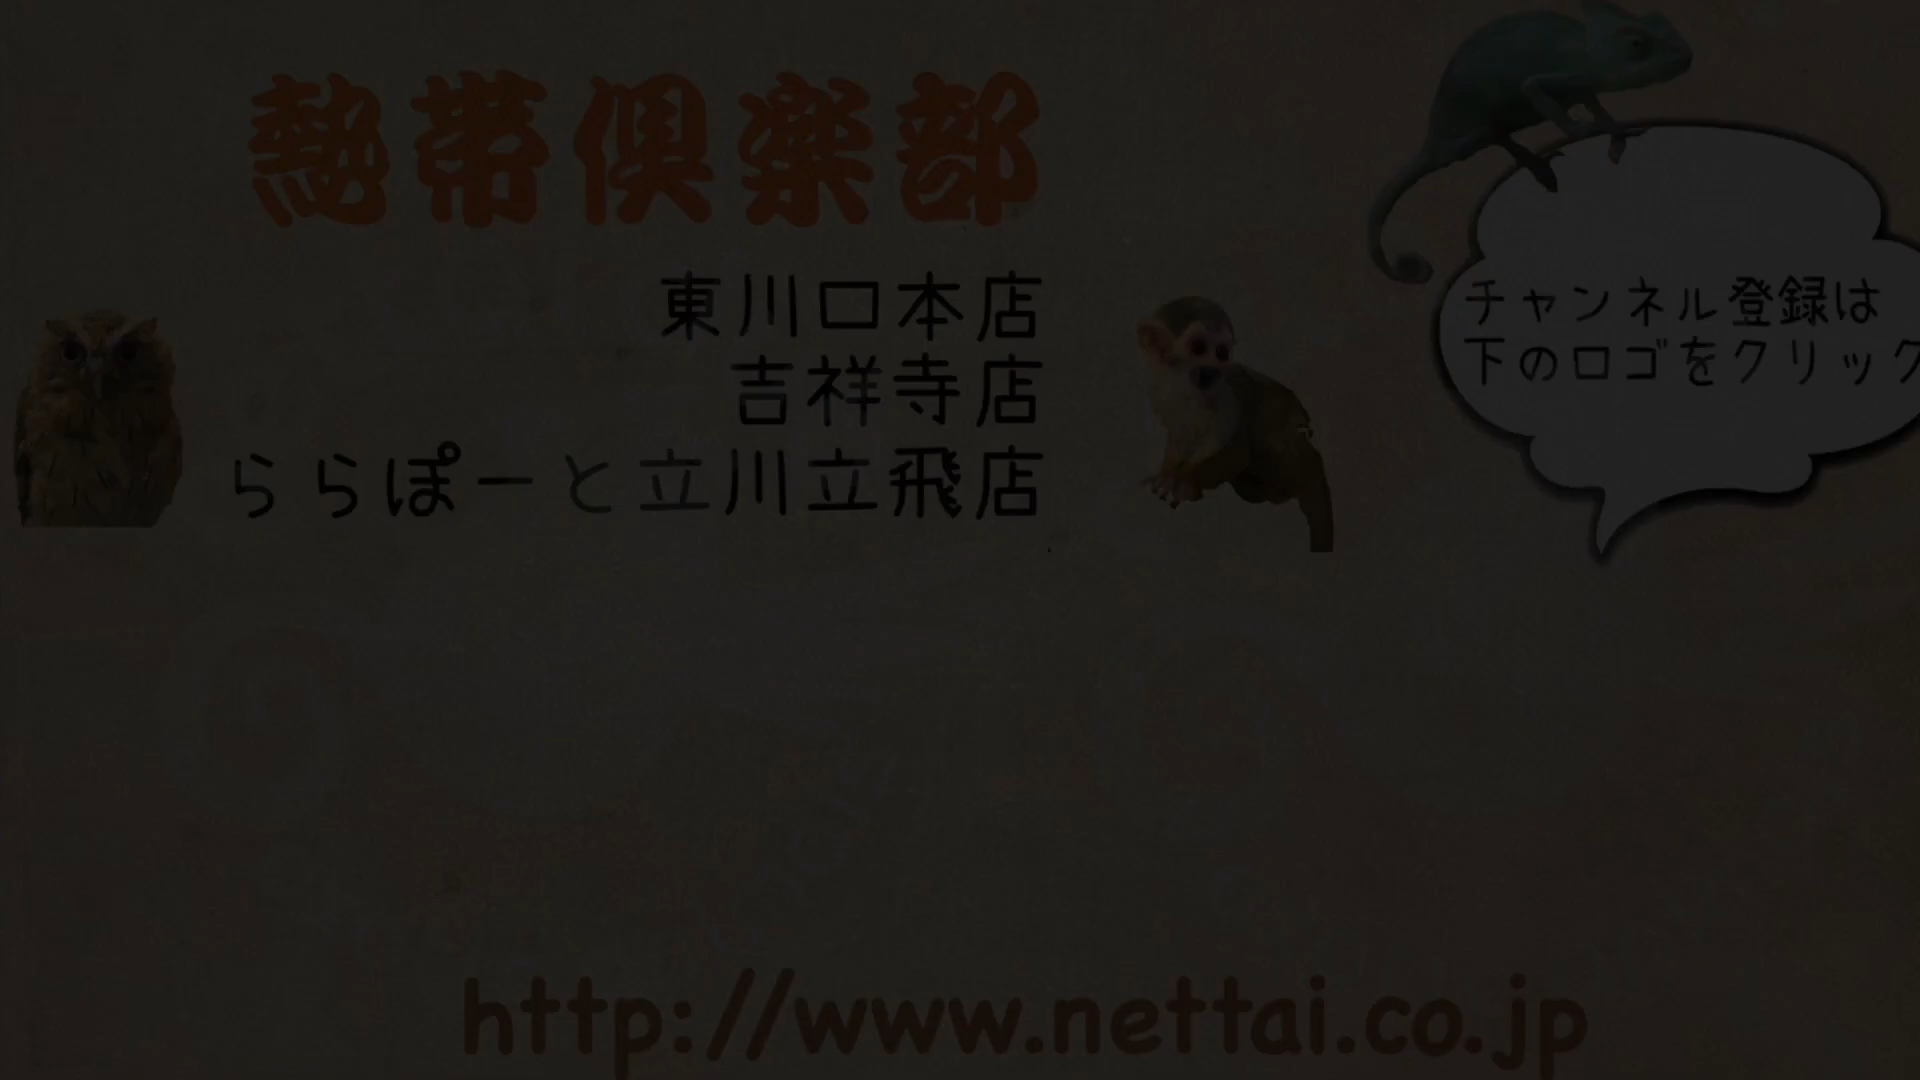 熱帯倶楽部
東川口本店
吉祥寺店
ららぽーと立川立飛店
チャンネル登録は
下のロゴをクリック
http://www.nettai.co.jp